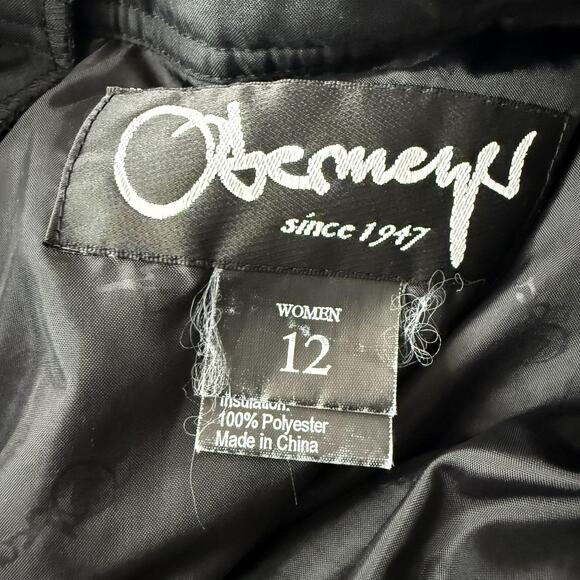 Obermeyer
since 1947
WOMEN
12
Insulation:
100% Polyester
Made in China